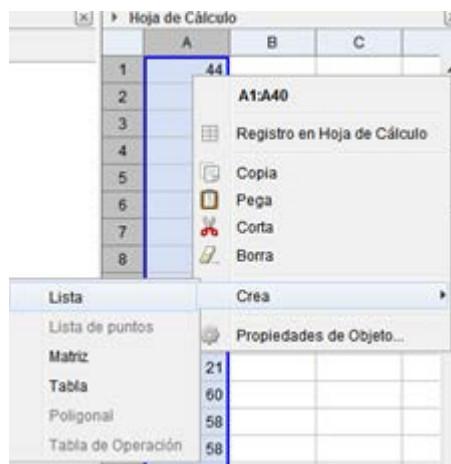 Hoja de Cálculo
A B C
1 44
2 A1:A40
3 Registro en Hoja de Cálculo
4
5 Copia
6 Pega
7 Corta
8 Borra
Lista Crea
Lista de puntos Propiedades de Objeto...
Matriz 21
Tabla 60
Poligonal 58
Tabla de Operación 58